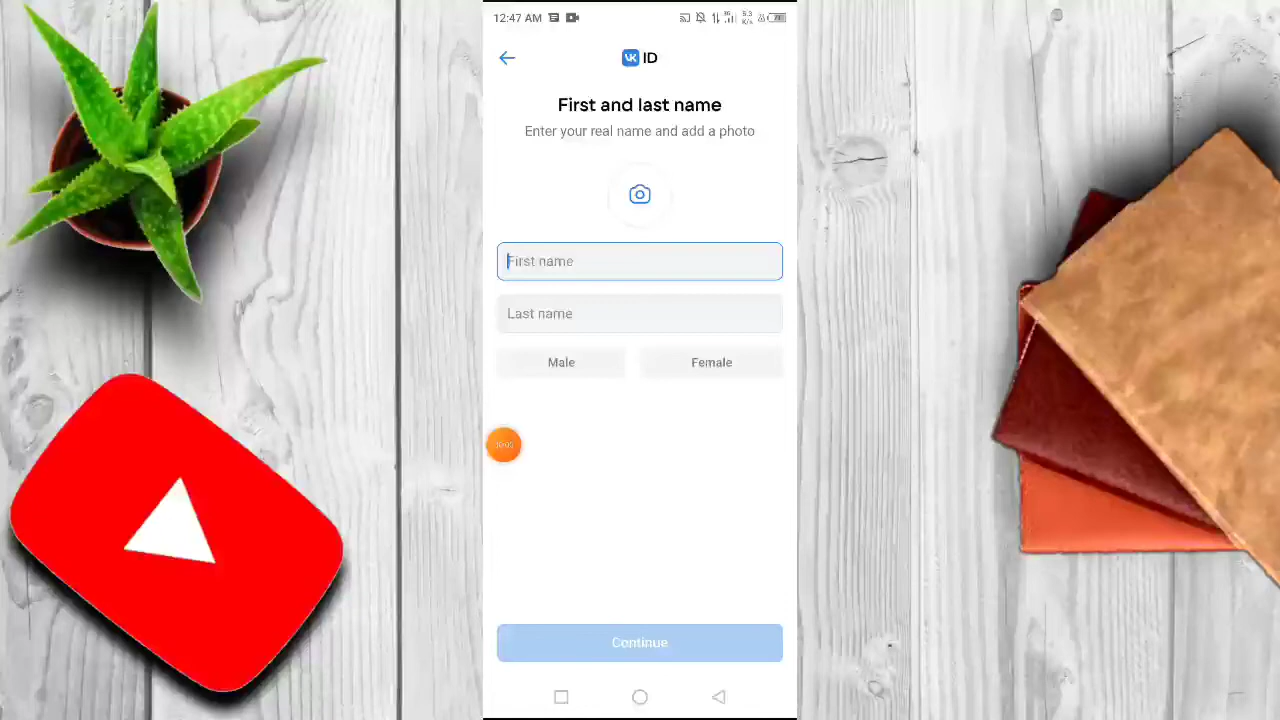 12:47 AM
VK ID
First and last name
Enter your real name and add a photo
First name
Last name
Male
Female
Continue